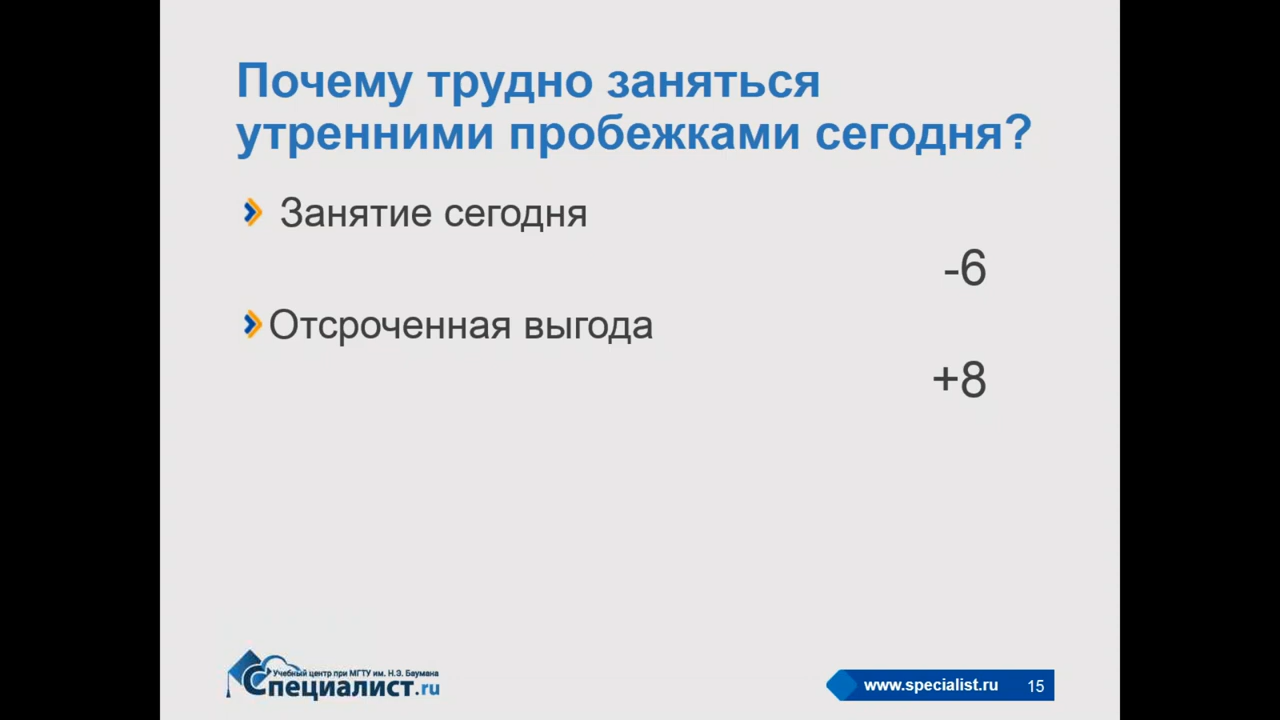 Почему трудно заняться
утренними пробежками сегодня?
Занятие сегодня
-6
Отсроченная выгода
+8
Учебный центр при МГТУ им. Н.Э. Баумана
Специалист.ru
www.specialist.ru 15